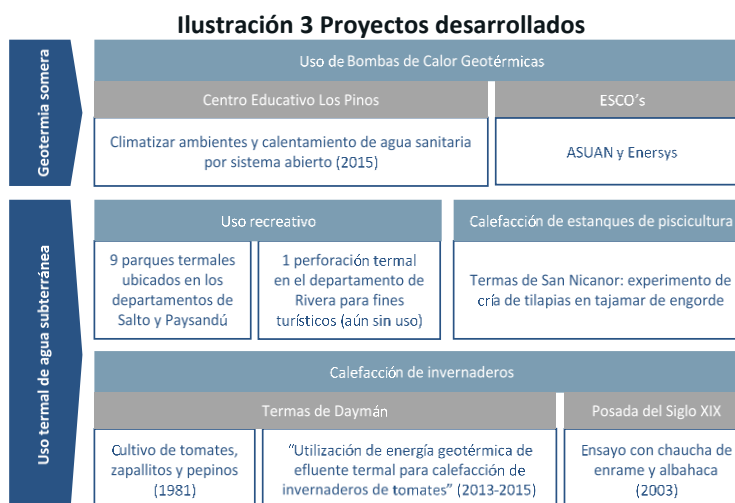 Ilustración 3 Proyectos desarrollados
Geotermia somera
Uso de Bombas de Calor Geotérmicas
Centro Educativo Los Pinos
ESCO´s
Climatizar ambientes y calentamiento de agua sanitaria
por sistema abierto (2015)
ASUAN y Enersys
Uso termal de agua subterránea
Uso recreativo
Calefacción de estanques de piscicultura
9 parques termales
ubicados en los
departamentos de
Salto y Paysandú
1 perforación termal
en el departamento de
Rivera para fines
turísticos (aún sin uso)
Termas de San Nicanor: experimento de
cría de tilapias en tajamar de engorde
Calefacción de invernaderos
Termas de Daymán
Posada del Siglo XIX
Cultivo de tomates,
zapallitos y pepinos
(1981)
“Utilización de energía geotérmica de
efluente termal para calefacción de
invernaderos de tomates” (2013-2015)
Ensayo con chaucha de
enrame y albahaca
(2003)